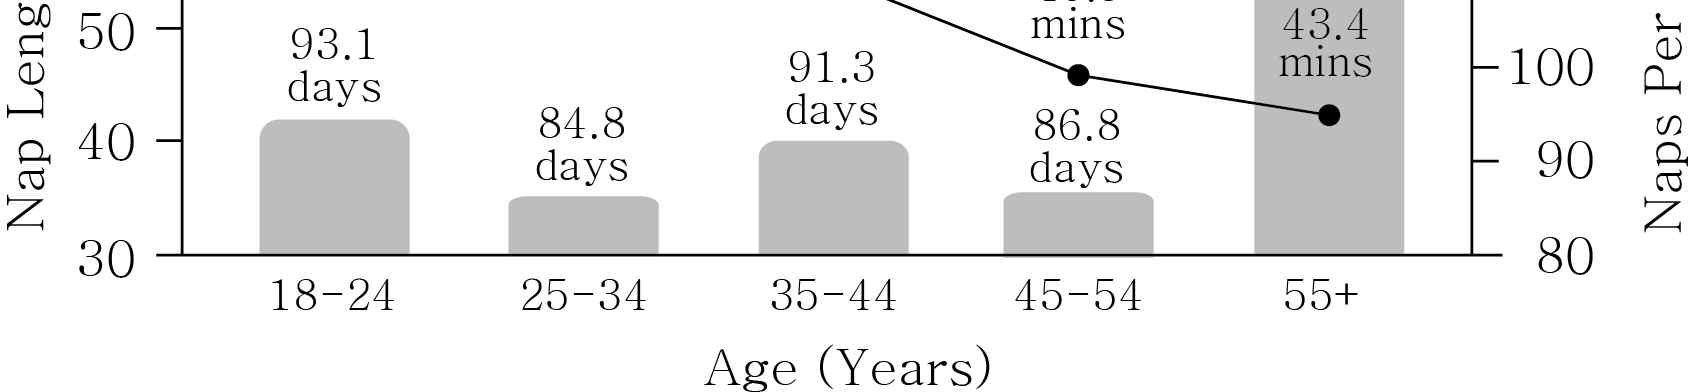 mins
43.4
mins
50
93.1
days
91.3
days
100
84.8
days
86.8
days
40
90
30
80
18-24
25-34
35-44
45-54
55+
Age (Years)
Nap Leng
Naps Per